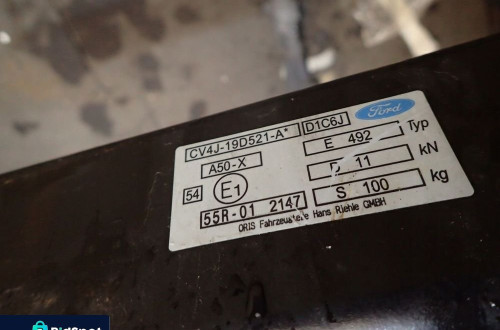 CV4J-19D521-A* D1C6J Ford
A50-X E 492 Typ
D 11 kN
54 E1 S 100 kg
55R-01 2147
ORIS Fahrzeugteile Hans Riehle GMBH
BidSpot